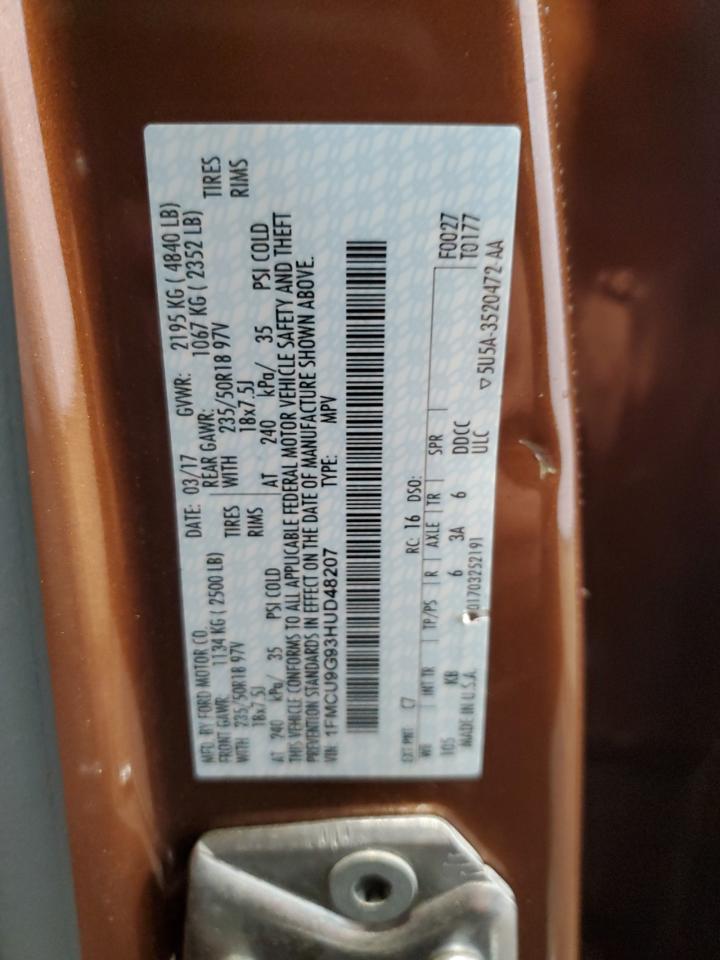 MFD. BY FORD MOTOR CO. DATE: 03/17 GVWR: 2195 KG ( 4840 LB)
FRONT GAWR: 1134 KG ( 2500 LB) REAR GAWR: 1067 KG ( 2352 LB)
WITH 235/50R18 97V TIRES WITH 235/50R18 97V TIRES
18x7.5J RIMS 18x7.5J RIMS
AT 240 kPa/ 35 PSI COLD AT 240 kPa/ 35 PSI COLD
THIS VEHICLE CONFORMS TO ALL APPLICABLE FEDERAL MOTOR VEHICLE SAFETY AND THEFT
PREVENTION STANDARDS IN EFFECT ON THE DATE OF MANUFACTURE SHOWN ABOVE.
VIN: 1FMCU9G93HUD48207 TYPE: MPV
EXT PNT: C7 RC: 16 DSO: F0027
WB INT TR TP/PS R AXLE TR SPR T0177
105 KB 6 3A 6 DDCC
MADE IN U.S.A. 201703252191 ULC
▽5U5A-3520472-AA